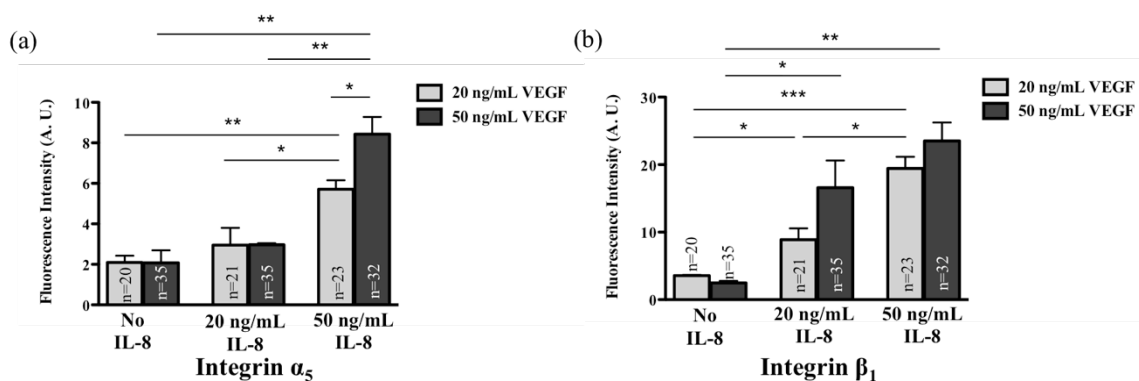 (a)
**
**
*
**
*
Fluorescence Intensity (A. U.)
10
8
6
4
2
0
n=20
n=35
n=21
n=35
n=23
n=32
20 ng/mL VEGF
50 ng/mL VEGF
No 20 ng/mL 50 ng/mL
IL-8 IL-8 IL-8
Integrin α5
(b)
**
*
***
*
*
Fluorescence Intensity (A. U.)
30
20
10
0
n=20
n=35
n=21
n=35
n=23
n=32
20 ng/mL VEGF
50 ng/mL VEGF
No 20 ng/mL 50 ng/mL
IL-8 IL-8 IL-8
Integrin β1